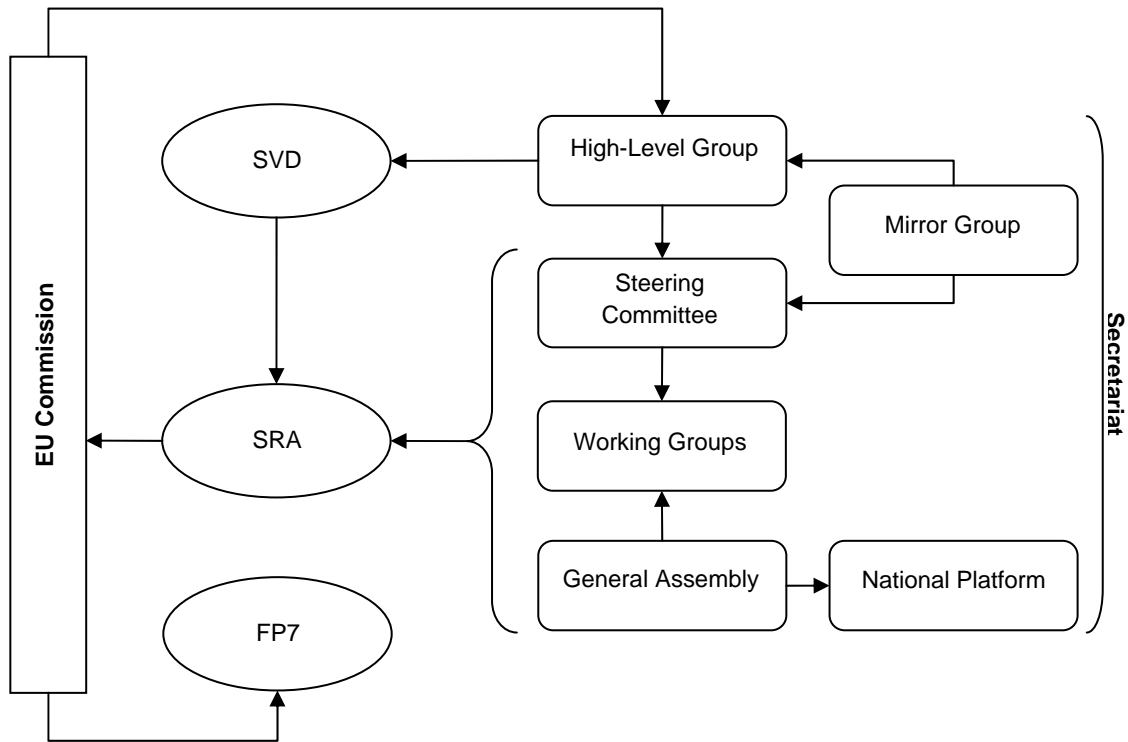 High-Level Group
SVD
Mirror Group
Steering
Committee
EU Commission
Secretariat
SRA
Working Groups
General Assembly
National Platform
FP7